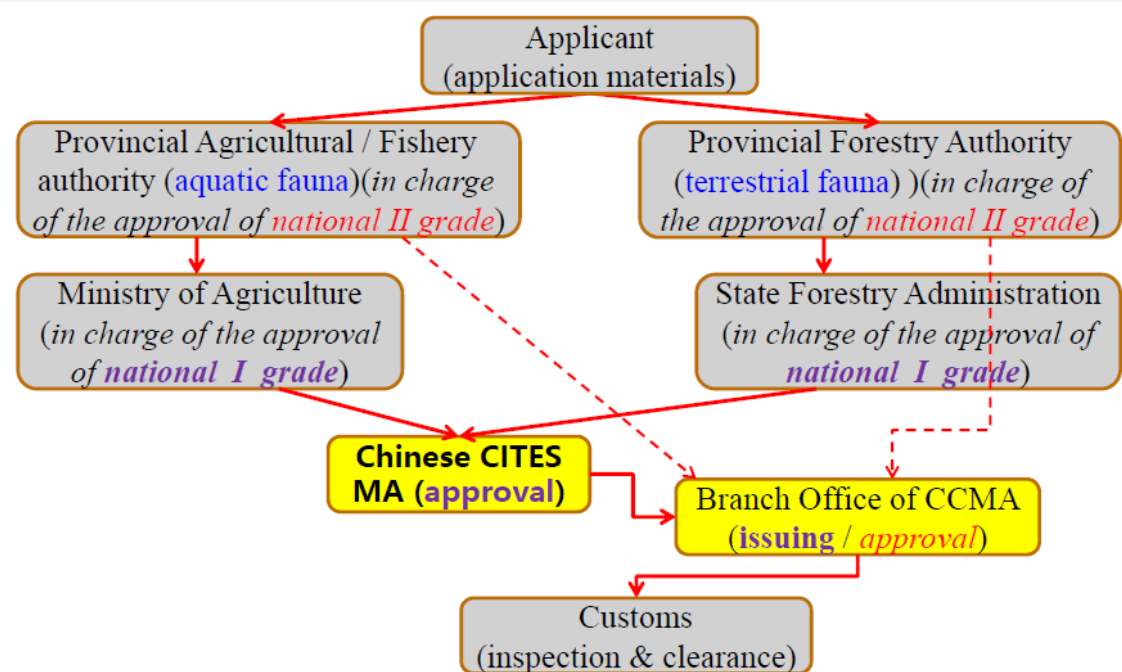 Applicant
(application materials)
Provincial Agricultural / Fishery
authority (aquatic fauna)(in charge
of the approval of national II grade)
Provincial Forestry Authority
(terrestrial fauna) )(in charge of
the approval of national II grade)
Ministry of Agriculture
(in charge of the approval
of national I grade)
State Forestry Administration
(in charge of the approval of
national I grade)
Chinese CITES
MA (approval)
Branch Office of CCMA
(issuing / approval)
Customs
(inspection & clearance)